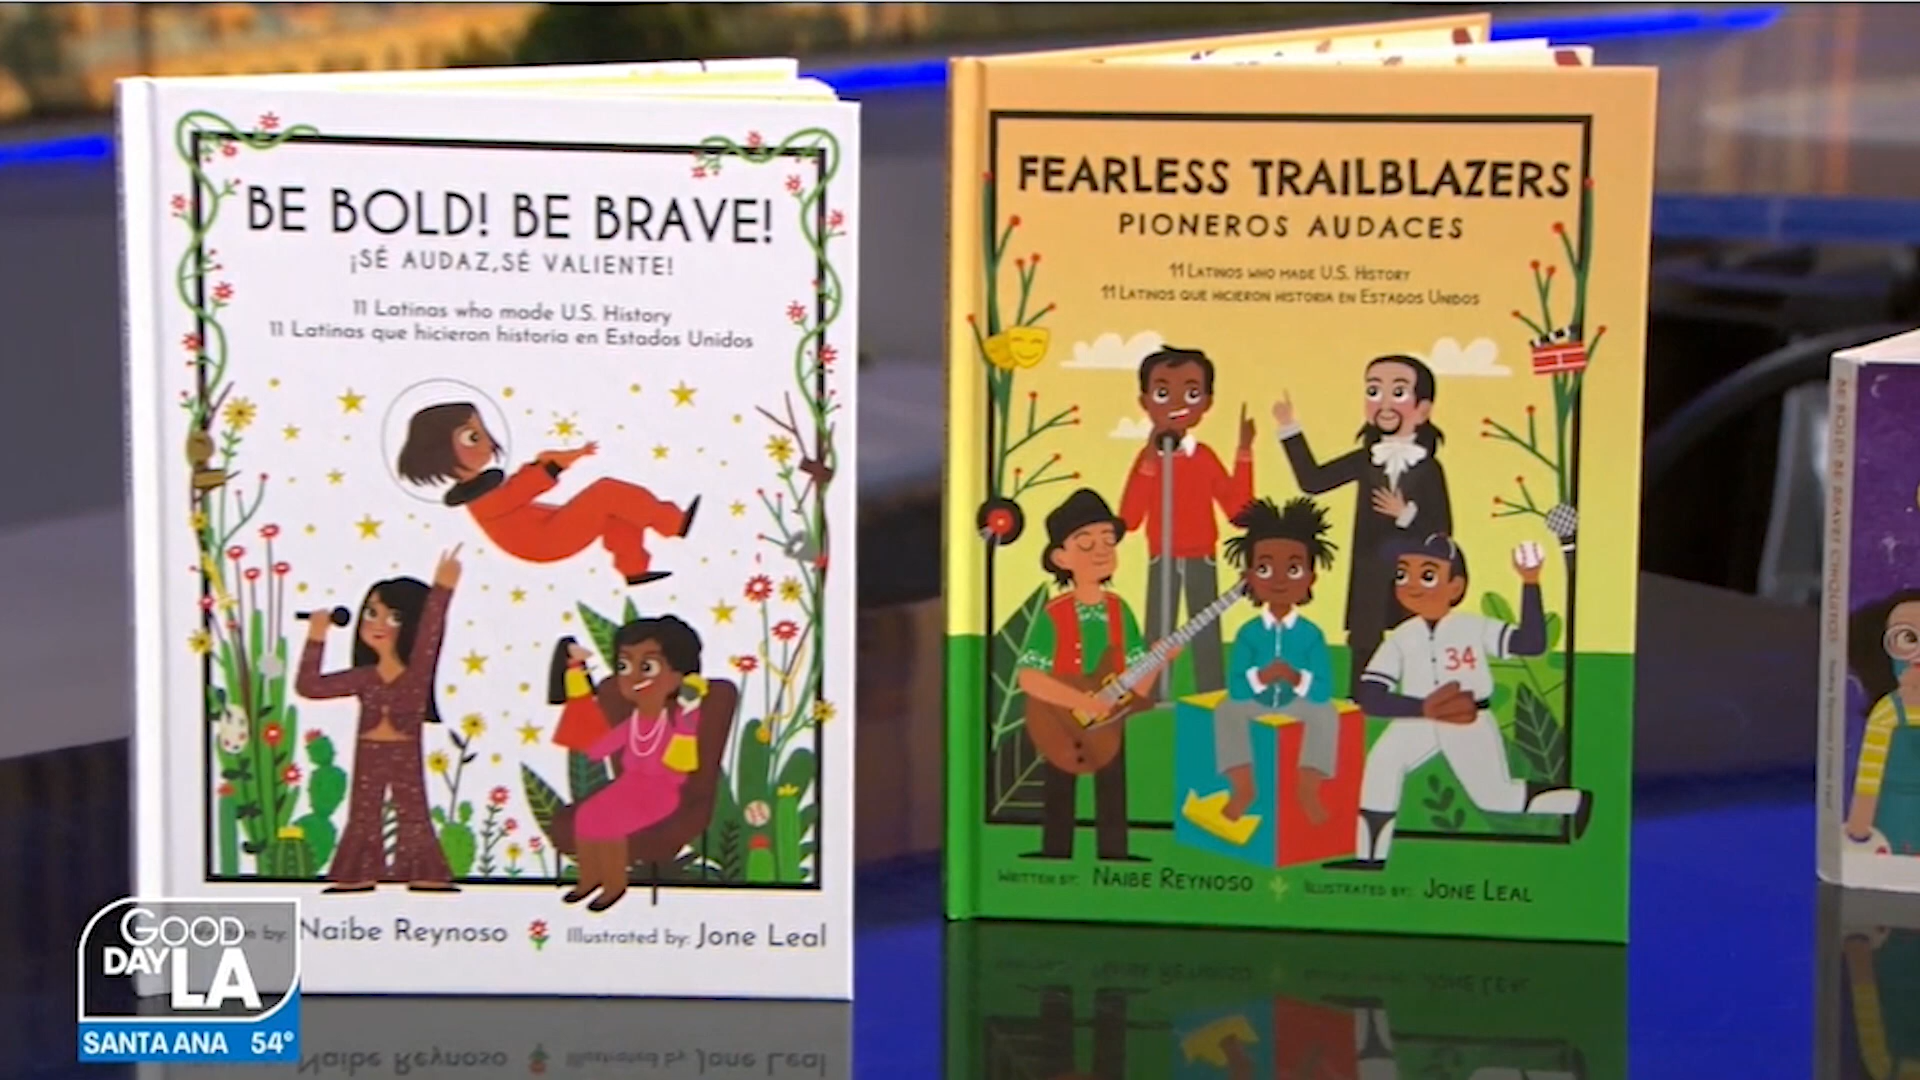 BE BOLD! BE BRAVE!
¡SÉ AUDAZ, SÉ VALIENTE!
11 Latinas who made U.S. History
11 Latinas que hicieron historia en Estados Unidos
by: Naibe Reynoso Illustrated by: Jone Leal
FEARLESS TRAILBLAZERS
PIONEROS AUDACES
11 LATINOS WHO MADE U.S. HISTORY
11 LATINOS QUE HICIERON HISTORIA EN ESTADOS UNIDOS
34
WRITTEN BY: NAIBE REYNOSO ILLUSTRATED BY: JONE LEAL
GOOD
DAY LA
SANTA ANA 54°